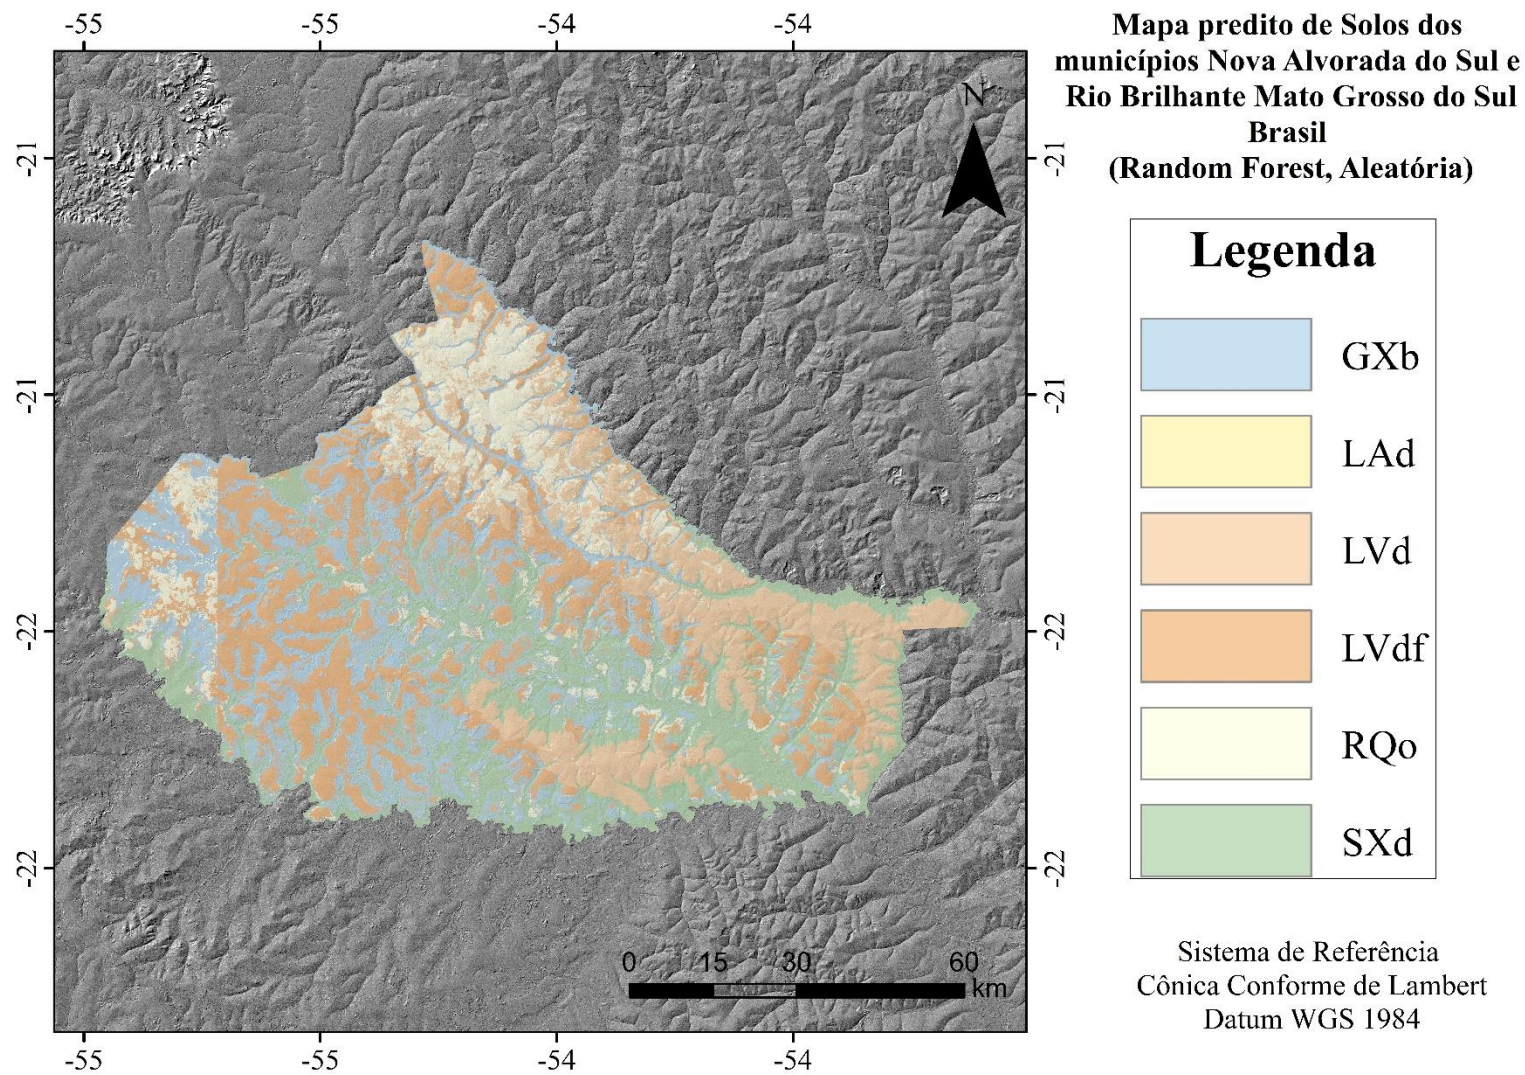 -55 -55 -54 -54
Mapa predito de Solos dos
municípios Nova Alvorada do Sul e
Rio Brilhante Mato Grosso do Sul
Brasil
(Random Forest, Aleatória)
N
-21 -21
-21 -21
-22 -22
-22 -22
Legenda
GXb
LAd
LVd
LVdf
RQo
SXd
0 15 30 60
km
Sistema de Referência
Cônica Conforme de Lambert
Datum WGS 1984
-55 -55 -54 -54